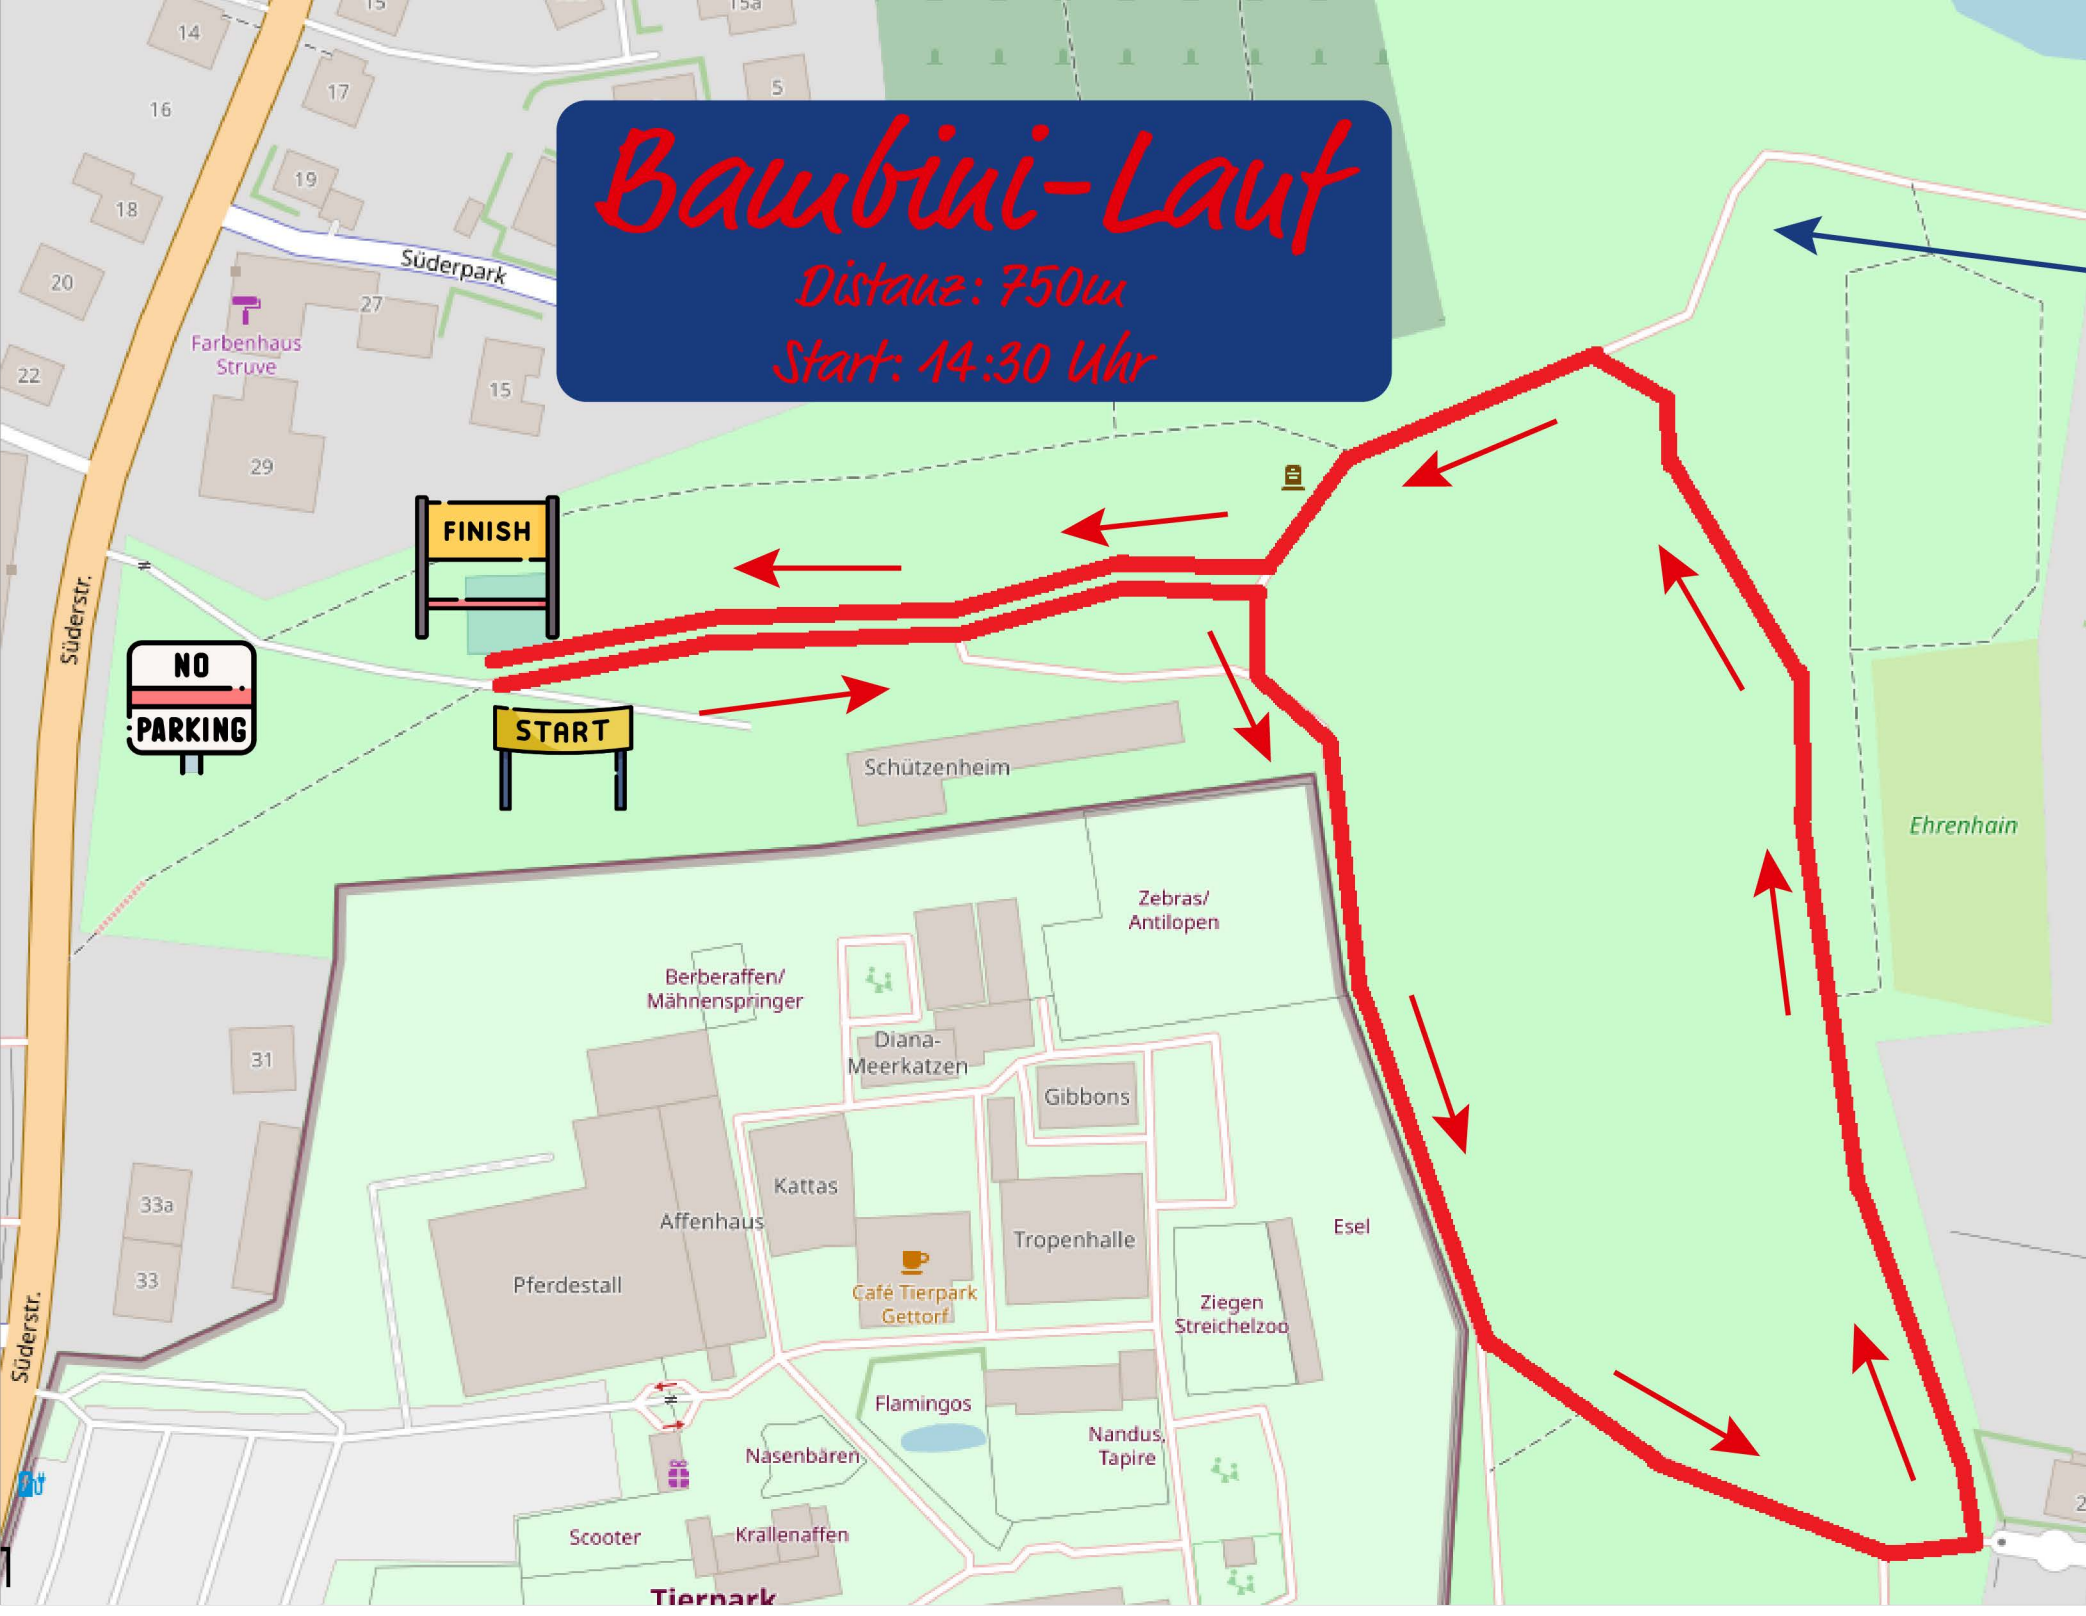 15
15a
14
17
5
16
Bambini-Lauf
19
18
Distanz: 750m
Süderpark
20
27
Start: 14:30 Uhr
Farbenhaus
Struve
22
15
29
FINISH
Süderstr.
NO
PARKING
START
Schützenheim
Ehrenhain
Zebras/
Antilopen
Berberaffen/
Mähnenspringer
31
Diana-
Meerkatzen
Gibbons
Kattas
33a
Affenhaus
Tropenhalle
Esel
33
Pferdestall
Café Tierpark
Gettorf
Ziegen
Streichelzoo
Süderstr.
Flamingos
Nandus,
Tapire
Nasenbären
2
Scooter
Krallenaffen
Tierpark